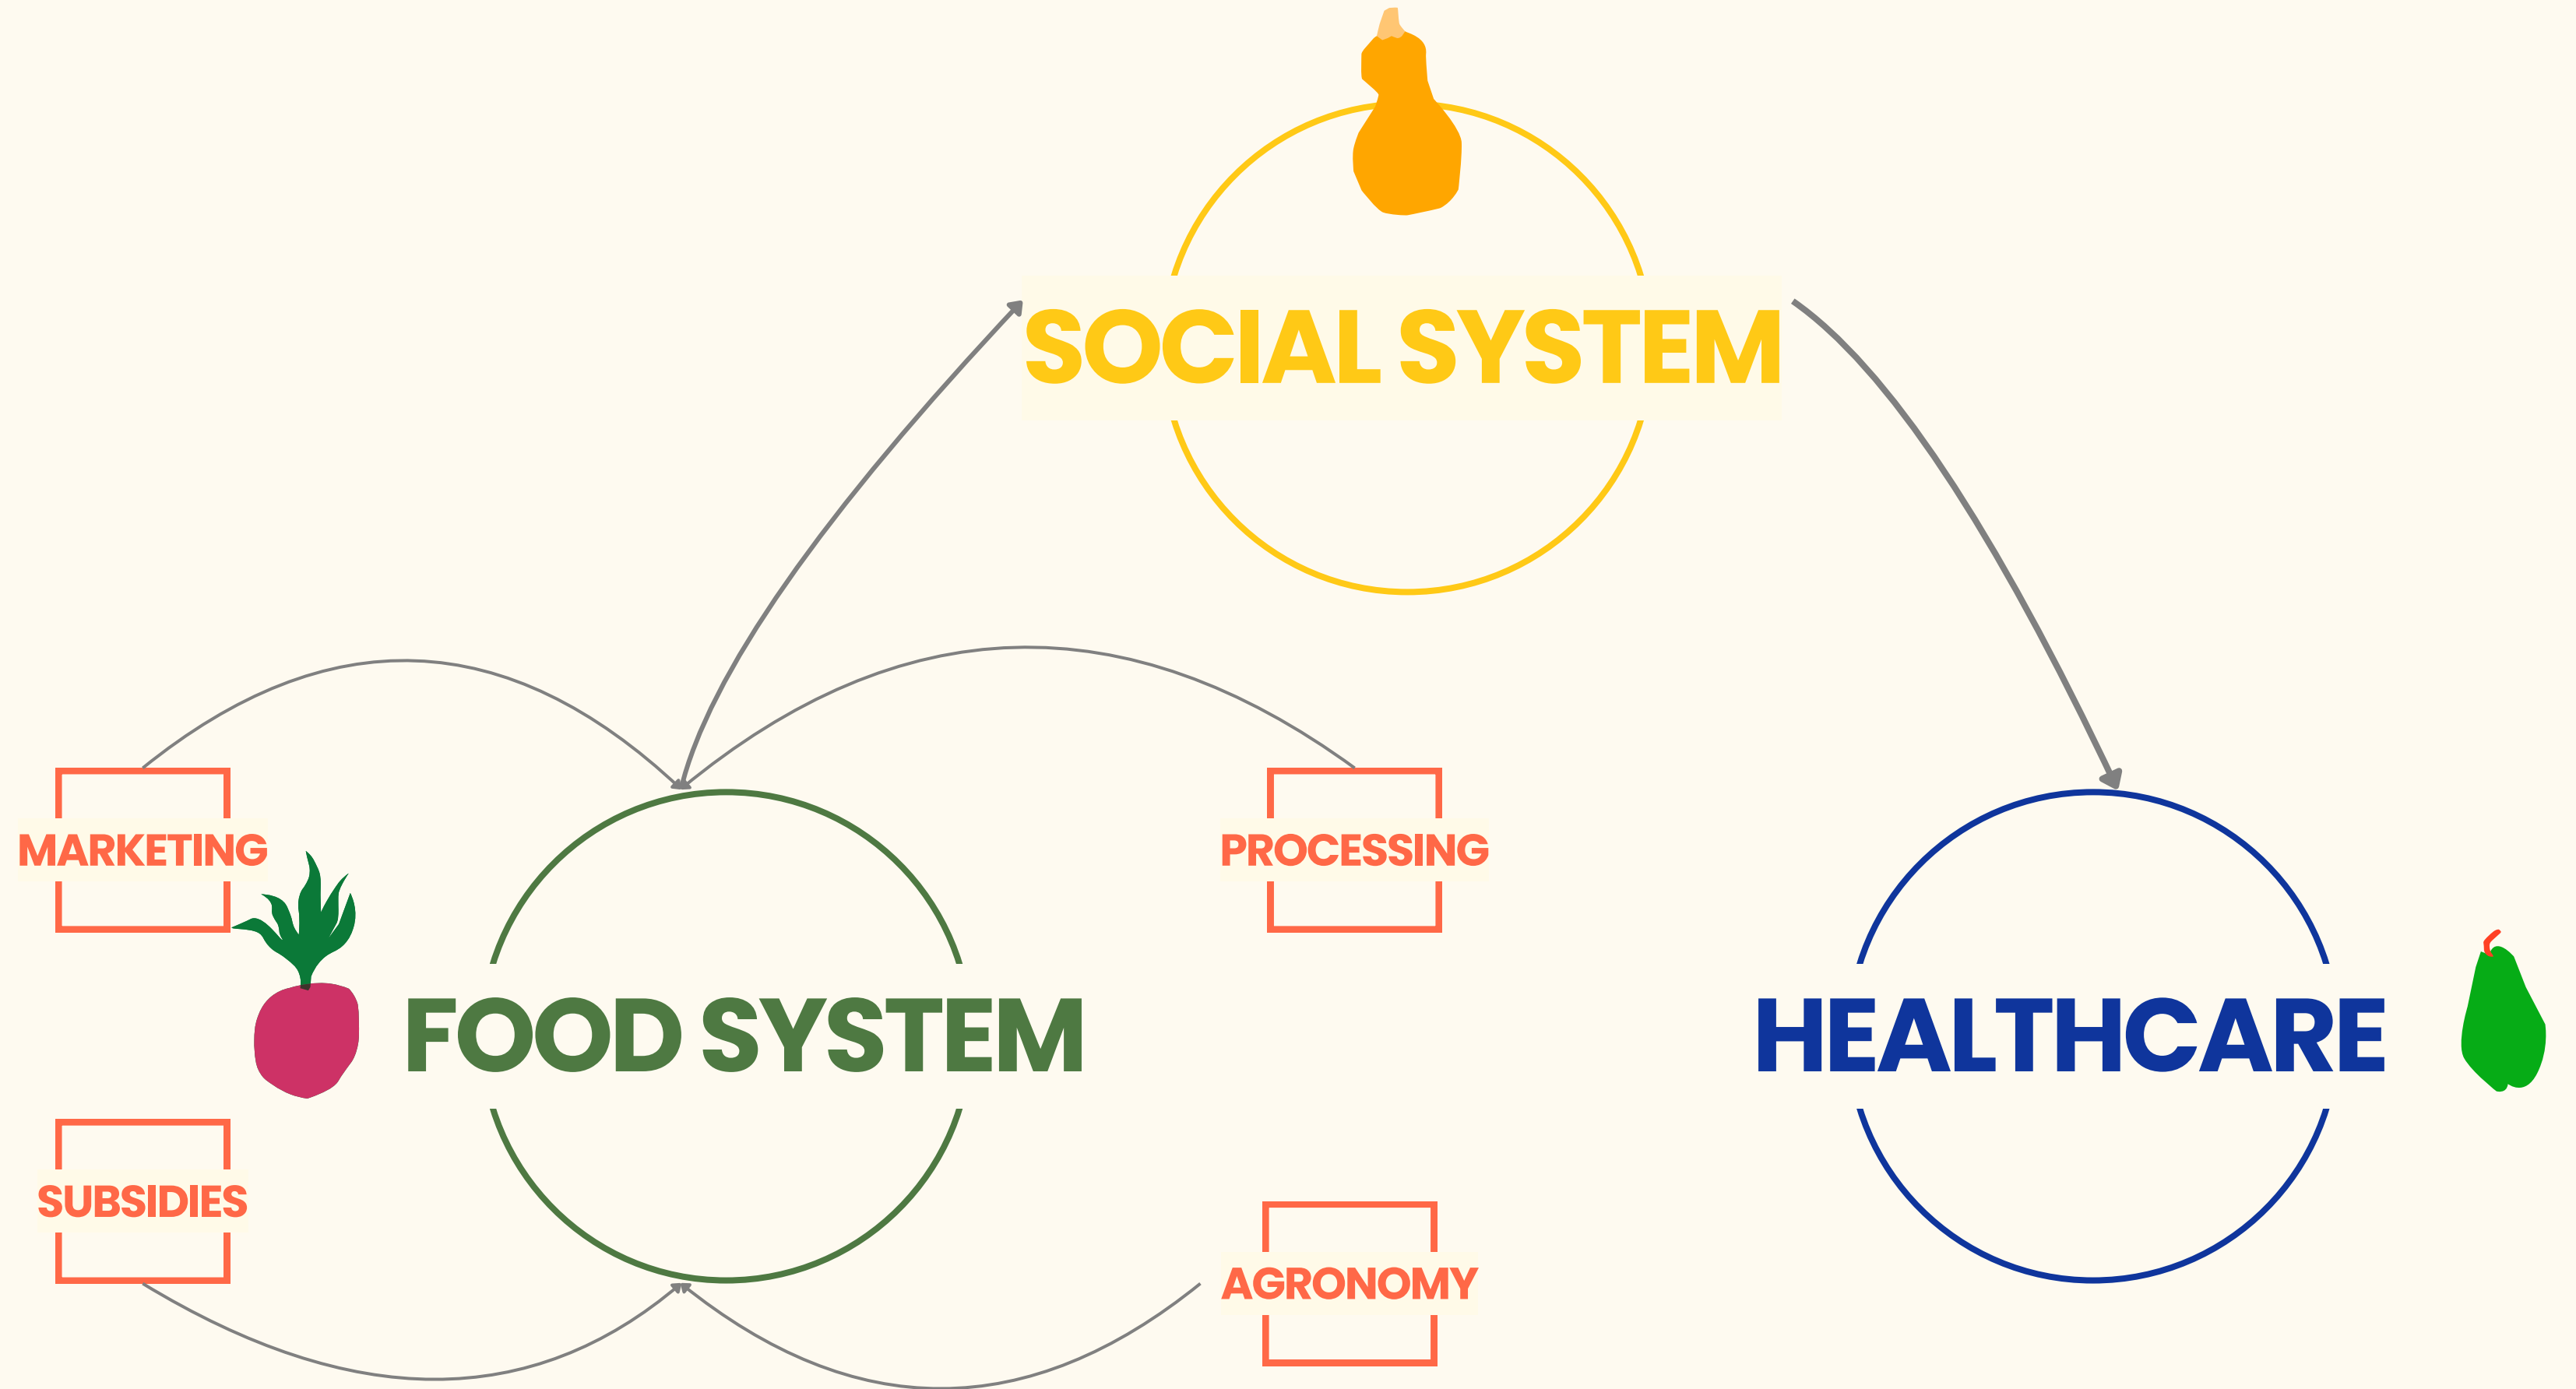 SOCIAL SYSTEM
MARKETING
PROCESSING
FOOD SYSTEM
HEALTHCARE
SUBSIDIES
AGRONOMY